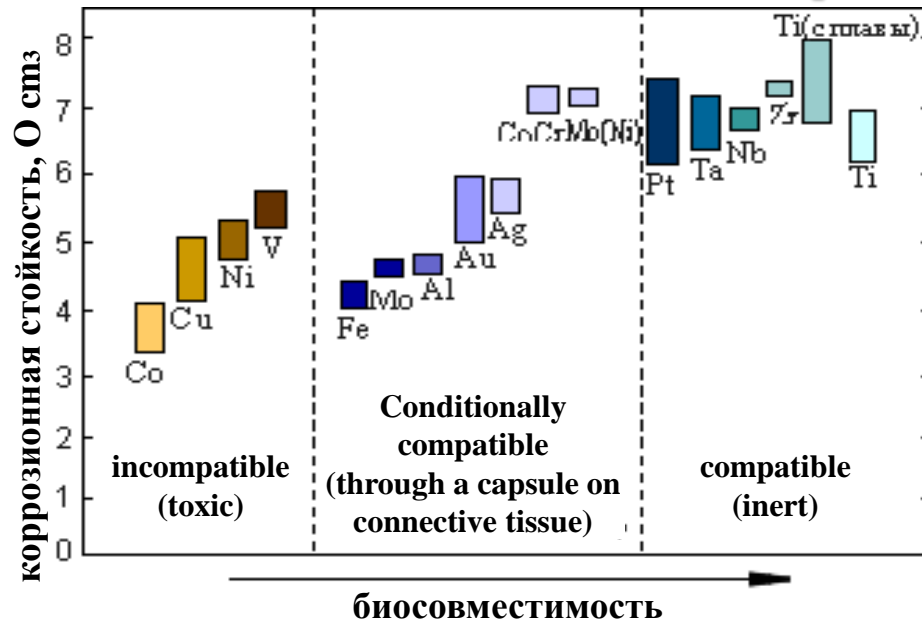 коррозионная стойкость, О cmз
8
7
6
5
4
3
2
1
0
Co
Cu
Ni
V
incompatible
(toxic)
Fe
Mo
Al
Au
Ag
CoCrMo(Ni)
Conditionally
compatible
(through a capsule on
connective tissue)
Pt
Ta
Nb
Zr
Ti(сплавы)
Ti
compatible
(inert)
биосовместимость